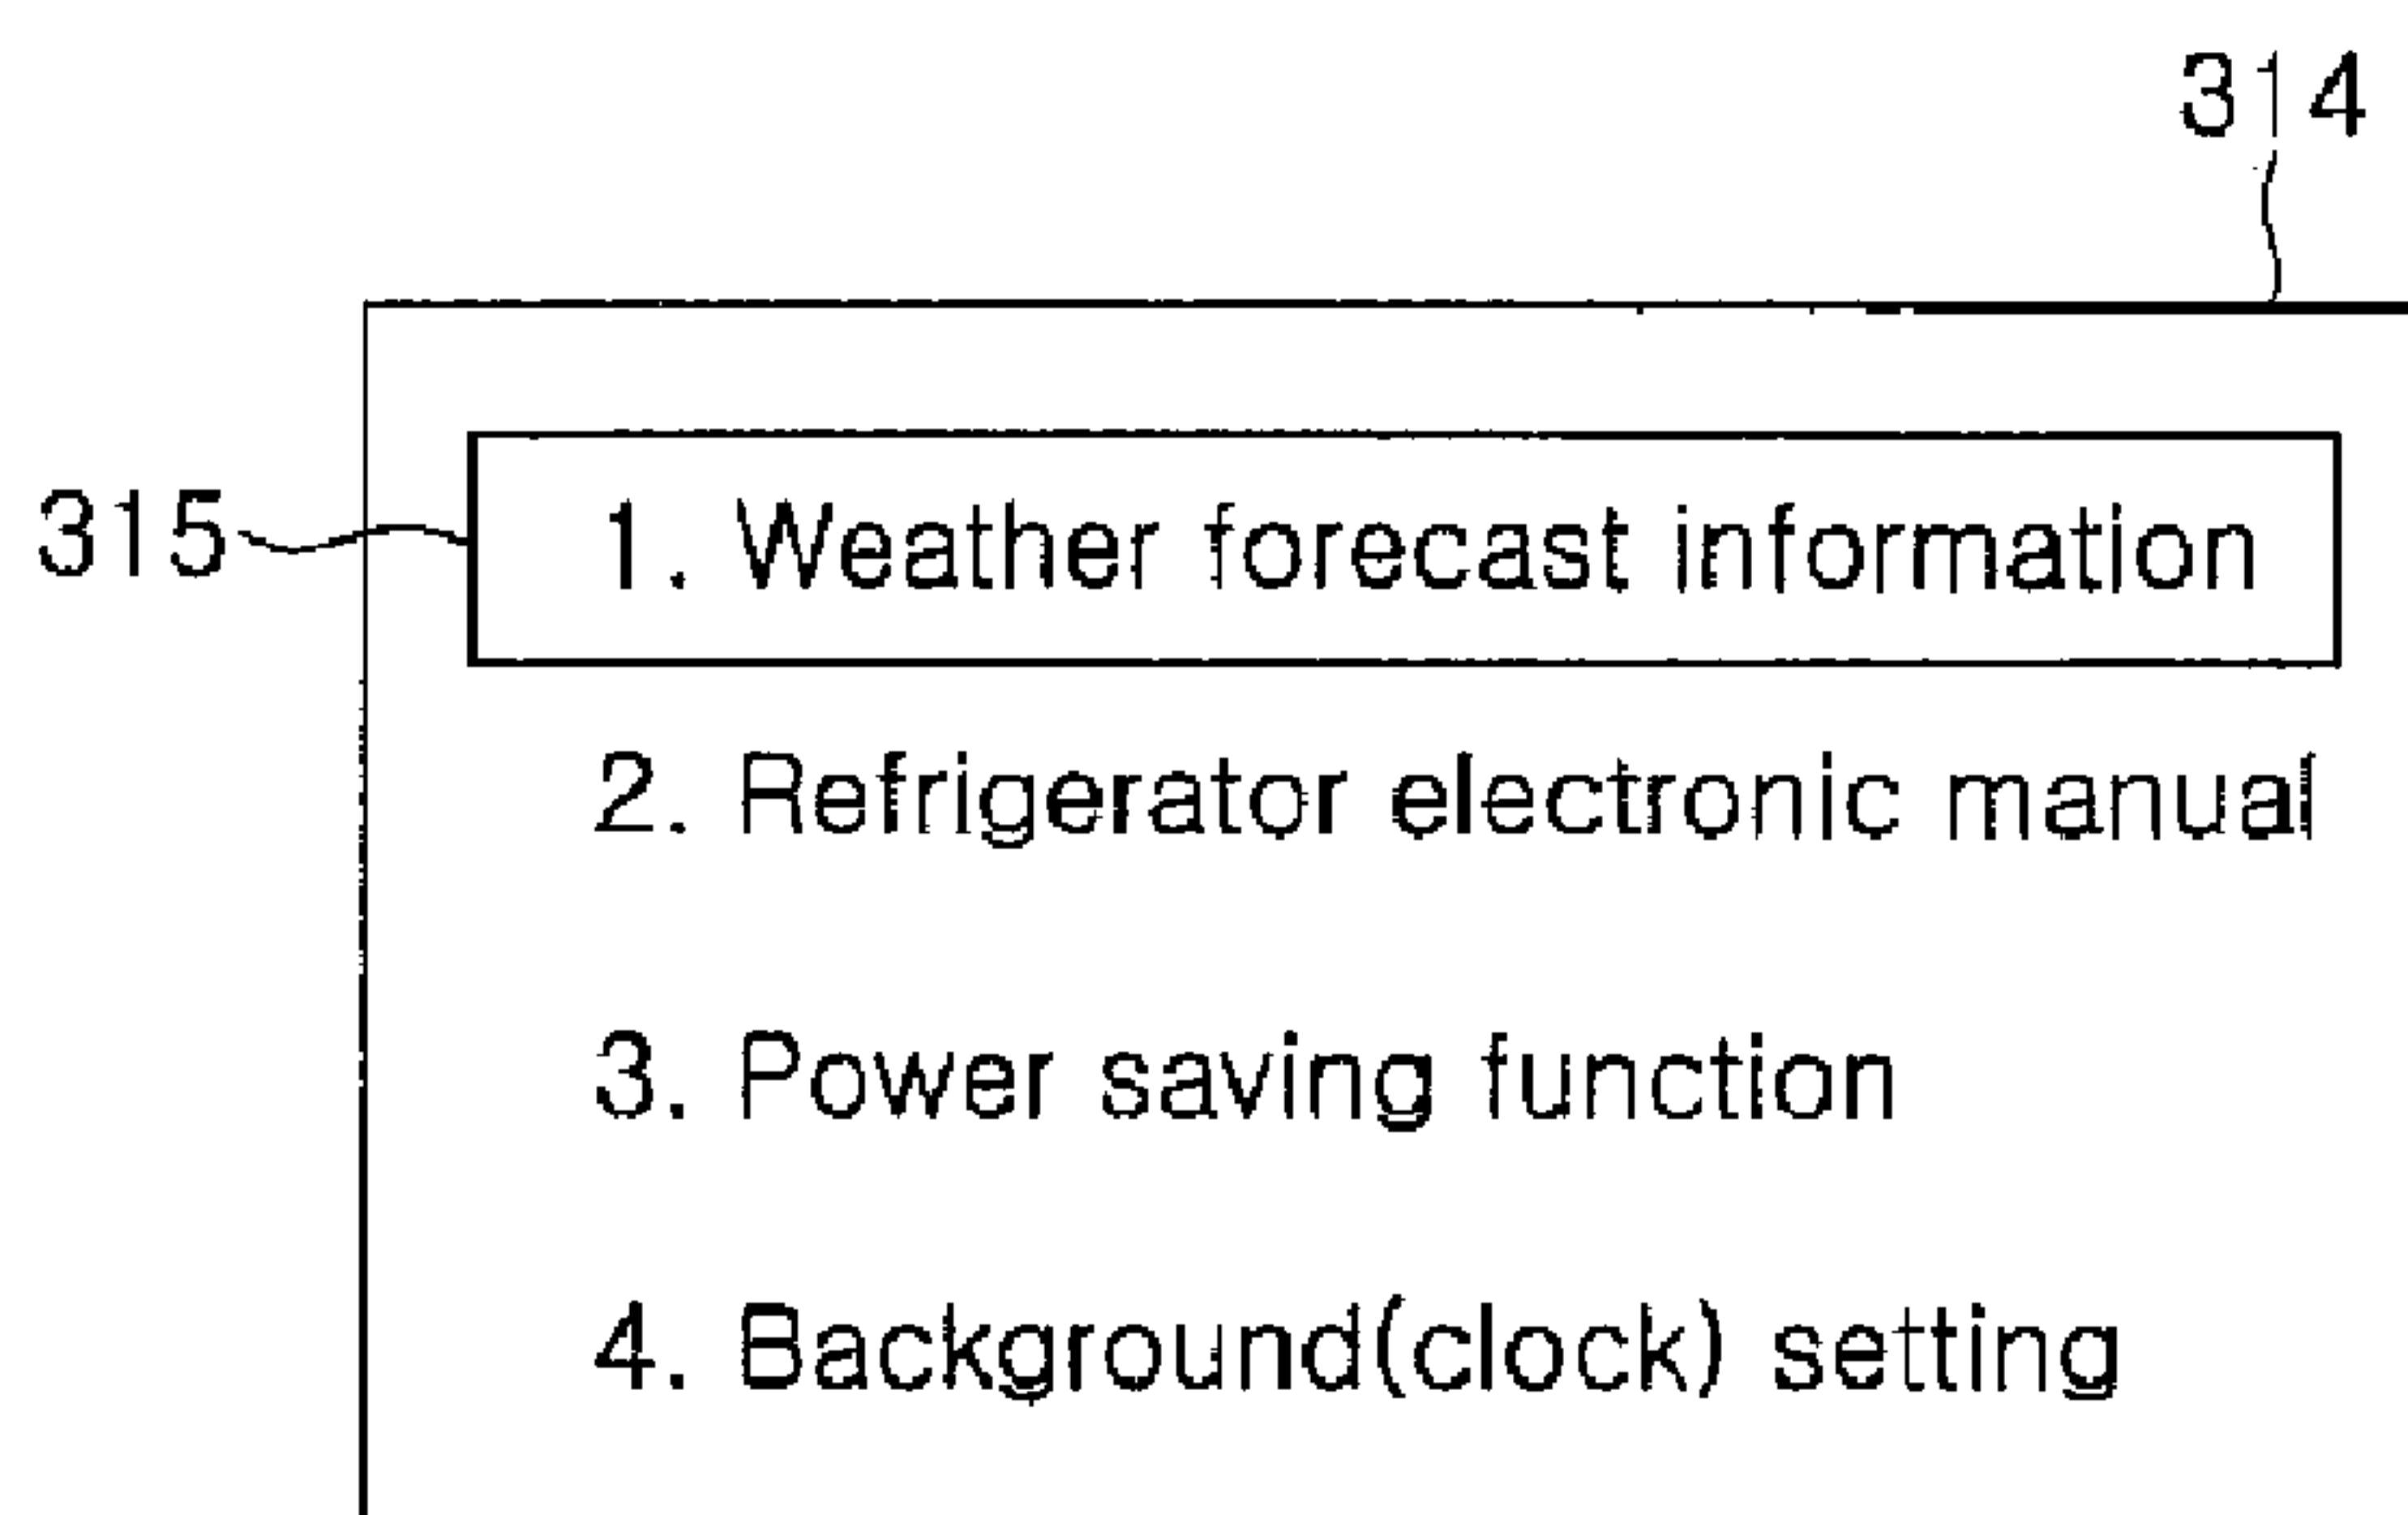 314
315
1. Weather forecast information
2. Refrigerator electronic manual
3. Power saving function
4. Background(clock) setting